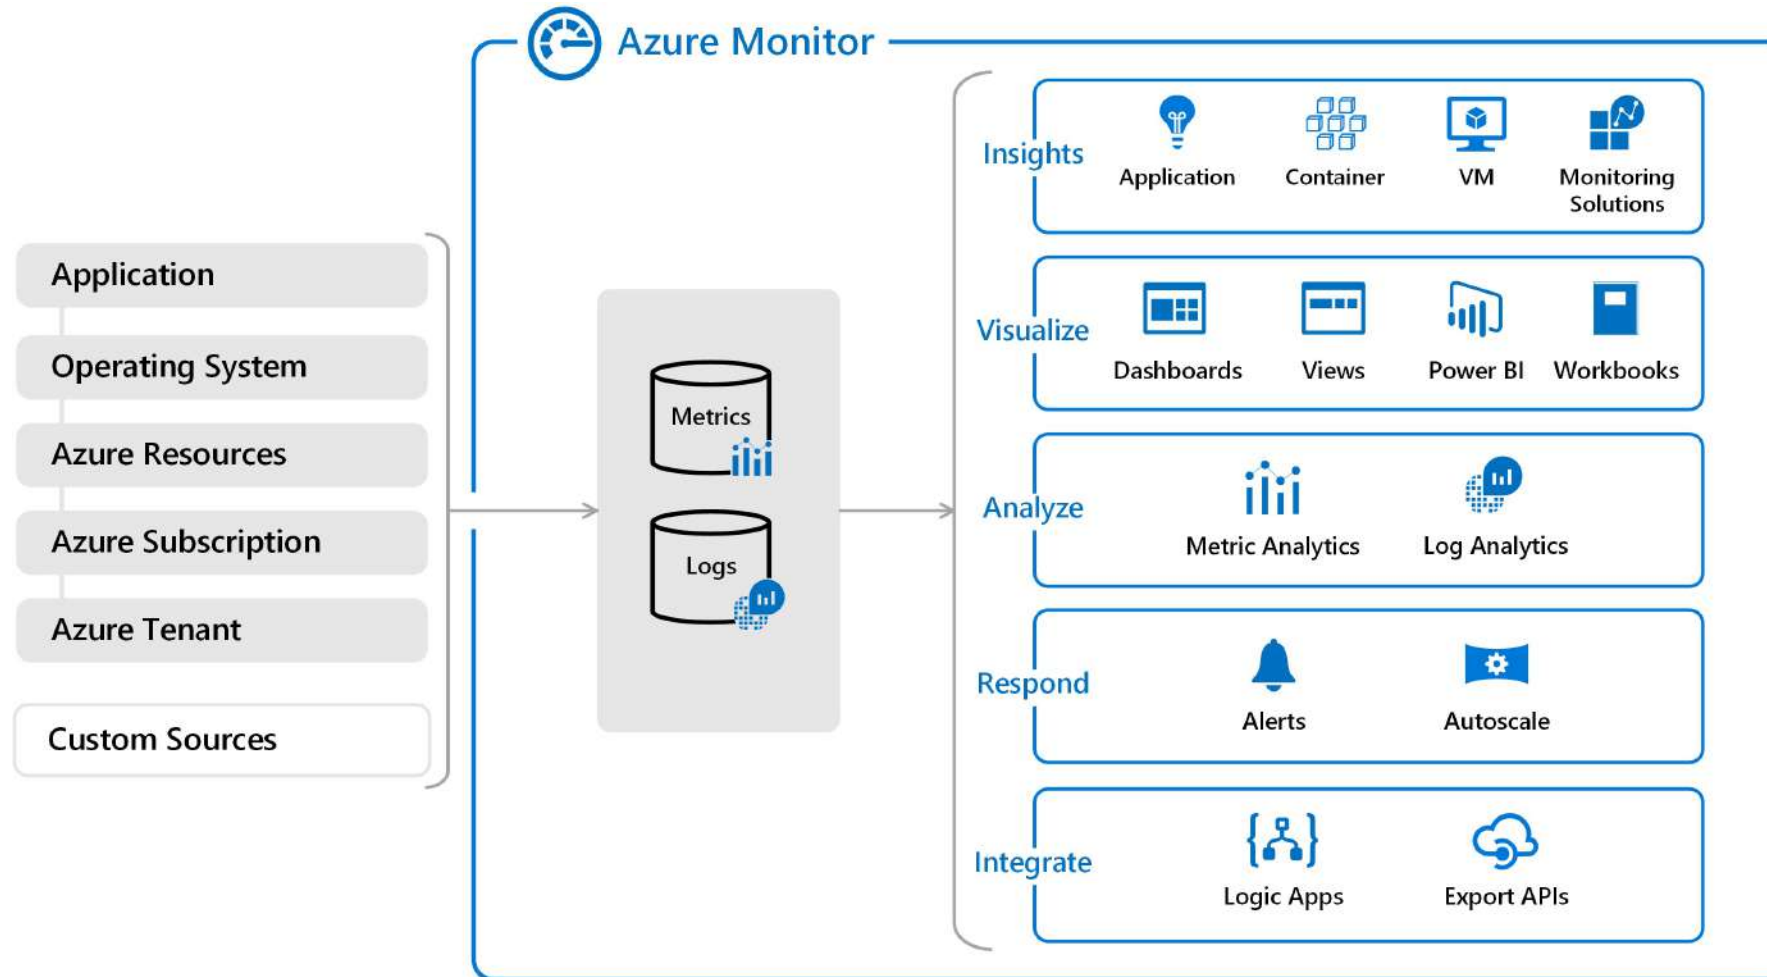 Azure Monitor
Application
Operating System
Azure Resources
Azure Subscription
Azure Tenant
Custom Sources
Metrics
Logs
Insights
Application
Container
VM
Monitoring
Solutions
Visualize
Dashboards
Views
Power BI
Workbooks
Analyze
Metric Analytics
Log Analytics
Respond
Alerts
Autoscale
Integrate
Logic Apps
Export APIs